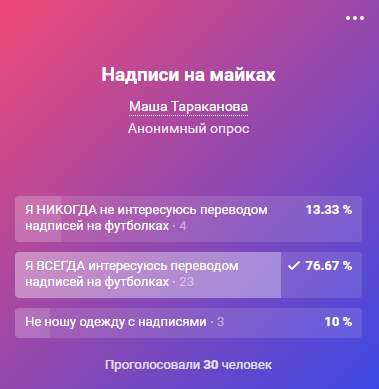 Надписи на майках
Маша Тараканова
Анонимный опрос
Я НИКОГДА не интересуюсь переводом 13.33 %
надписей на футболках · 4
Я ВСЕГДА интересуюсь переводом 76.67 %
надписей на футболках · 23
Не ношу одежду с надписями · 3 10 %
Проголосовали 30 человек